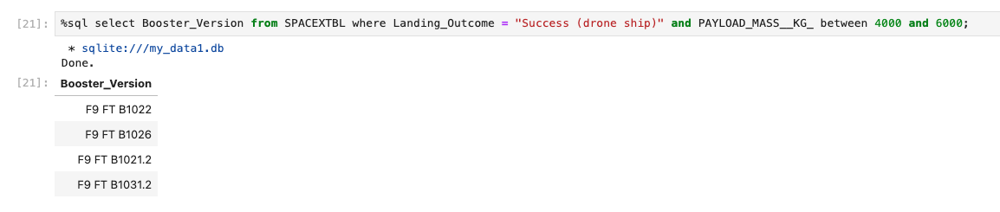 [21]: %sql select Booster_Version from SPACEXTBL where Landing_Outcome = "Success (drone ship)" and PAYLOAD_MASS__KG_ between 4000 and 6000;
* sqlite:///my_data1.db
Done.
[21]: Booster_Version
F9 FT B1022
F9 FT B1026
F9 FT B1021.2
F9 FT B1031.2